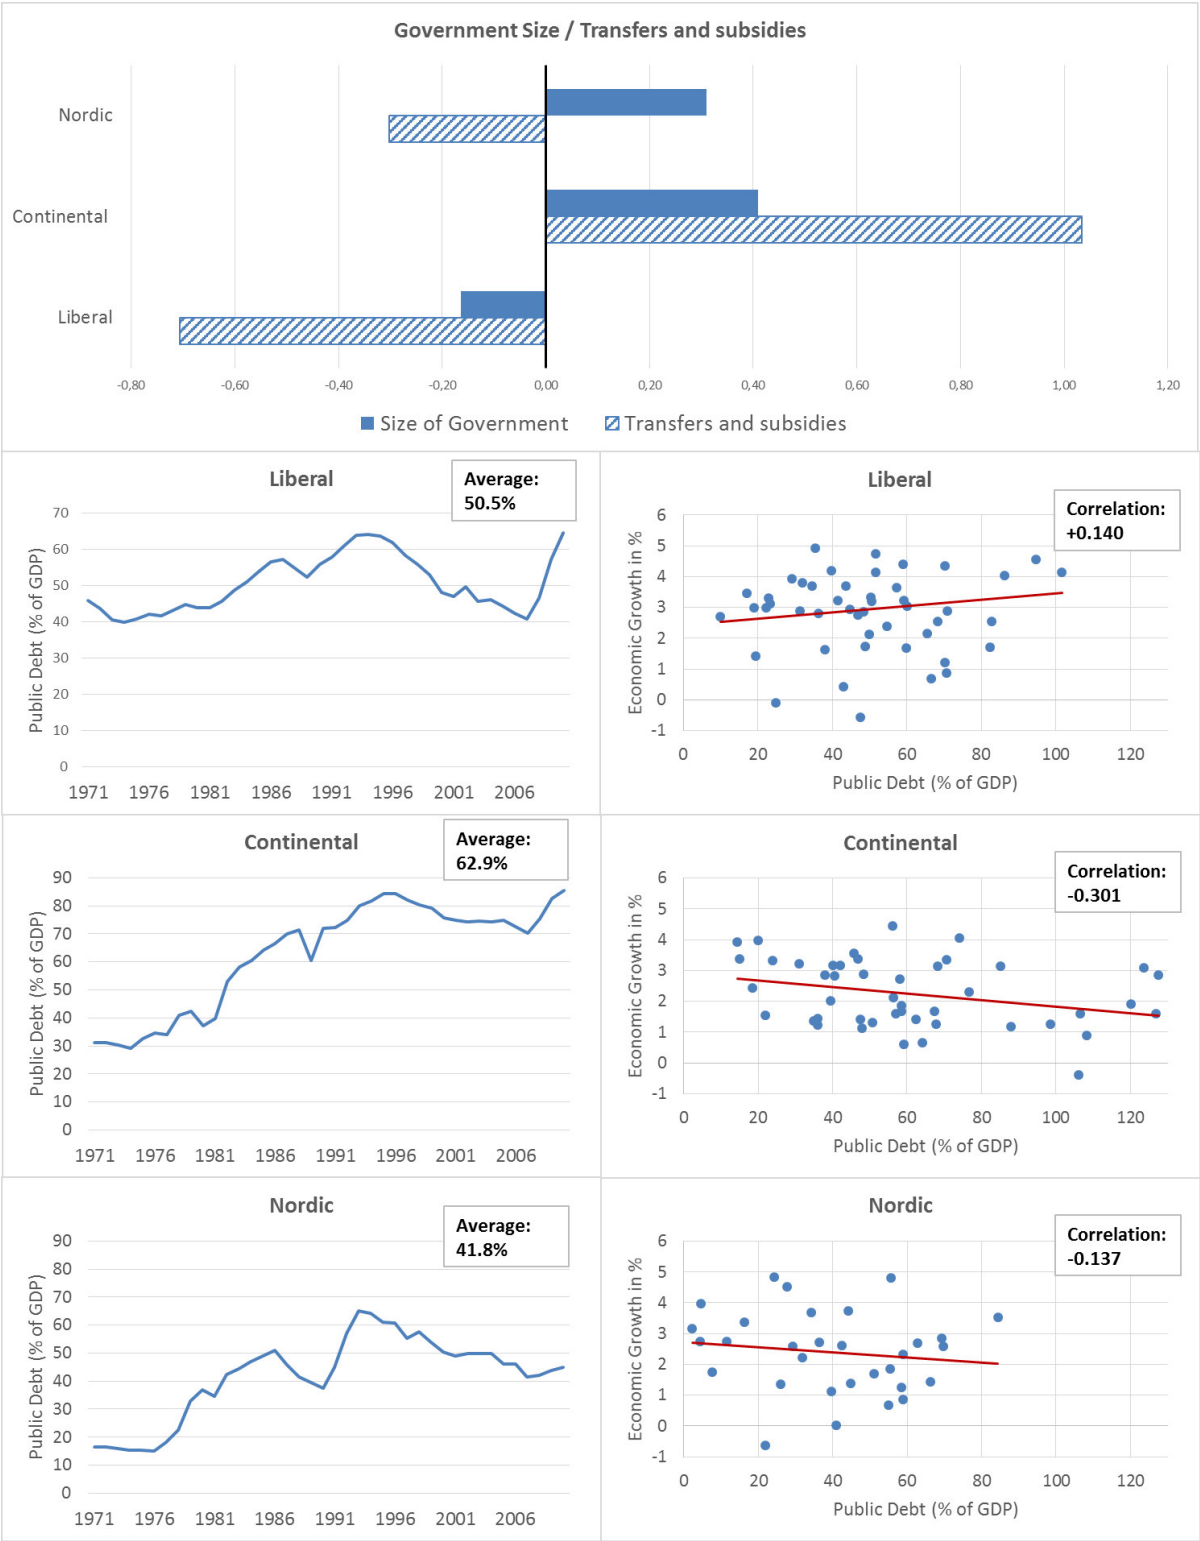 Government Size / Transfers and subsidies
Nordic
Continental
Liberal
-0,80 -0,60 -0,40 -0,20 0,00 0,20 0,40 0,60 0,80 1,00 1,20
Size of Government Transfers and subsidies
Liberal
Average:
50.5%
Public Debt (% of GDP)
70
60
50
40
30
20
10
0
1971 1976 1981 1986 1991 1996 2001 2006
Liberal
Correlation:
+0.140
Economic Growth in %
6
5
4
3
2
1
0
-1
0 20 40 60 80 100 120
Public Debt (% of GDP)
Continental
Average:
62.9%
Public Debt (% of GDP)
90
80
70
60
50
40
30
20
10
0
1971 1976 1981 1986 1991 1996 2001 2006
Continental
Correlation:
-0.301
Economic Growth in %
6
5
4
3
2
1
0
-1
0 20 40 60 80 100 120
Public Debt (% of GDP)
Nordic
Average:
41.8%
Public Debt (% of GDP)
90
80
70
60
50
40
30
20
10
0
1971 1976 1981 1986 1991 1996 2001 2006
Nordic
Correlation:
-0.137
Economic Growth in %
6
5
4
3
2
1
0
-1
0 20 40 60 80 100 120
Public Debt (% of GDP)